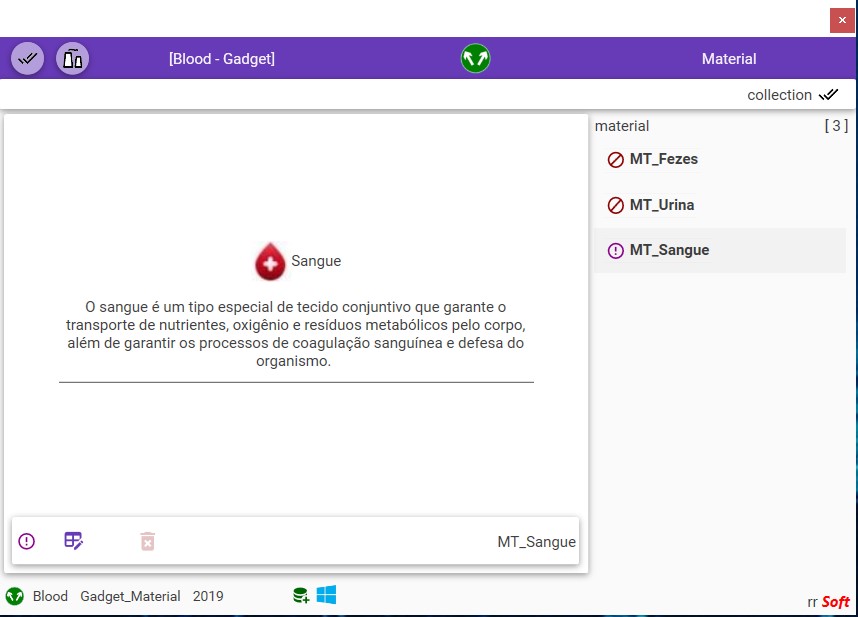 [Blood - Gadget] Material
collection
material [ 3 ]
MT_Fezes
MT_Urina
MT_Sangue
Sangue
O sangue é um tipo especial de tecido conjuntivo que garante o
transporte de nutrientes, oxigênio e resíduos metabólicos pelo corpo,
além de garantir os processos de coagulação sanguínea e defesa do
organismo.
MT_Sangue
Blood Gadget_Material 2019
rr Soft